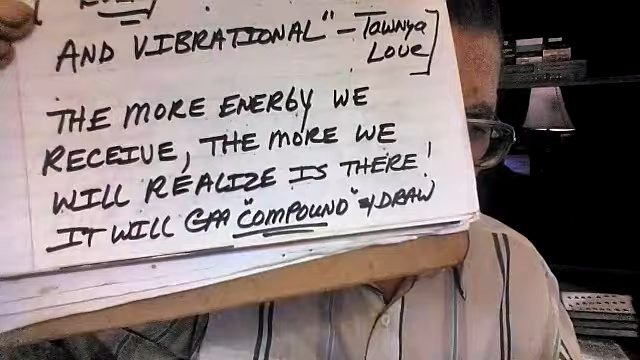 AND VIBRATIONAL" - Tawnya
Love]
THE MORE ENERGY WE
RECEIVE, THE MORE WE
WILL REALIZE IS THERE!
IT WILL "COMPOUND" & DRAW